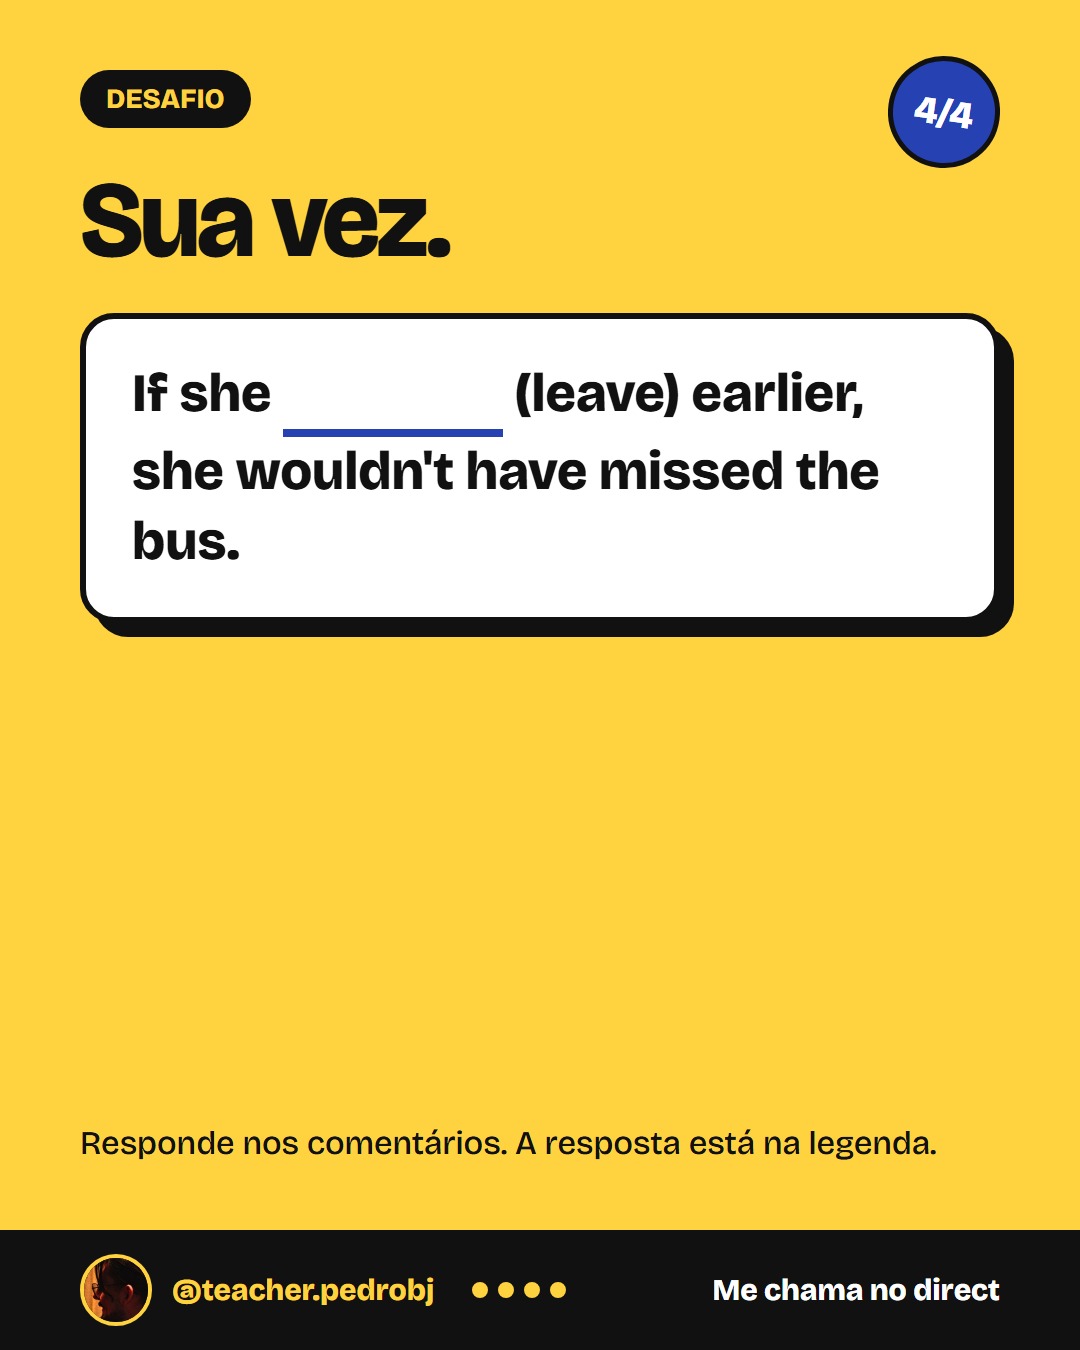 DESAFIO
4/4
Sua vez.
If she ________ (leave) earlier,
she wouldn't have missed the
bus.
Responde nos comentários. A resposta está na legenda.
@teacher.pedrobj
Me chama no direct